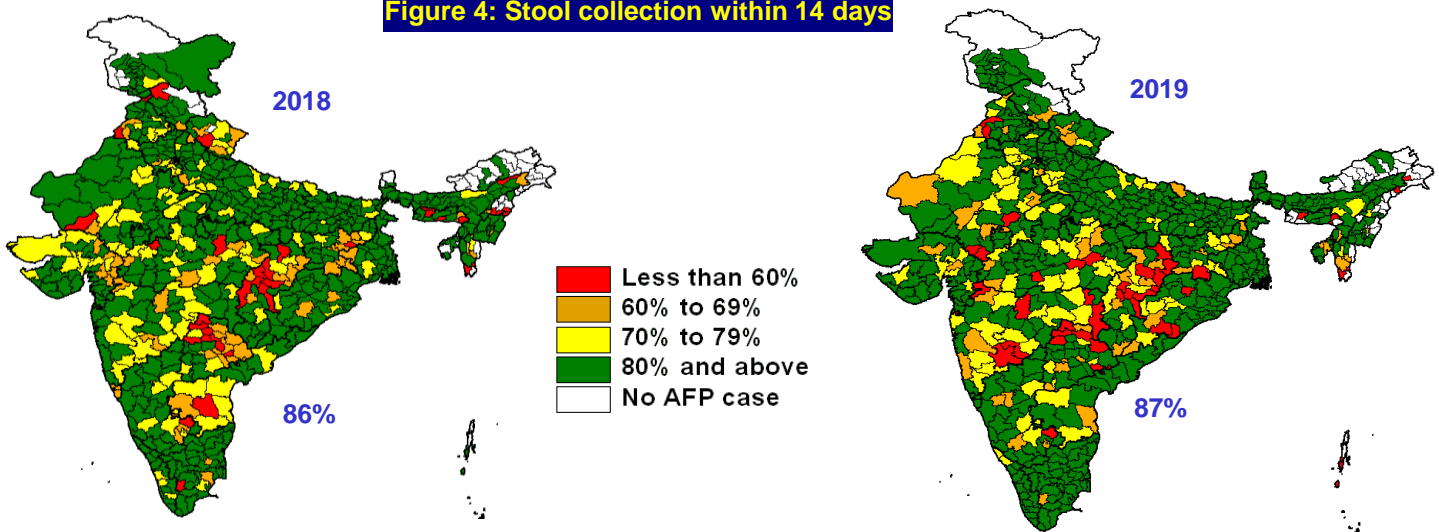 Figure 4: Stool collection within 14 days
2018
2019
Less than 60%
60% to 69%
70% to 79%
80% and above
No AFP case
86%
87%